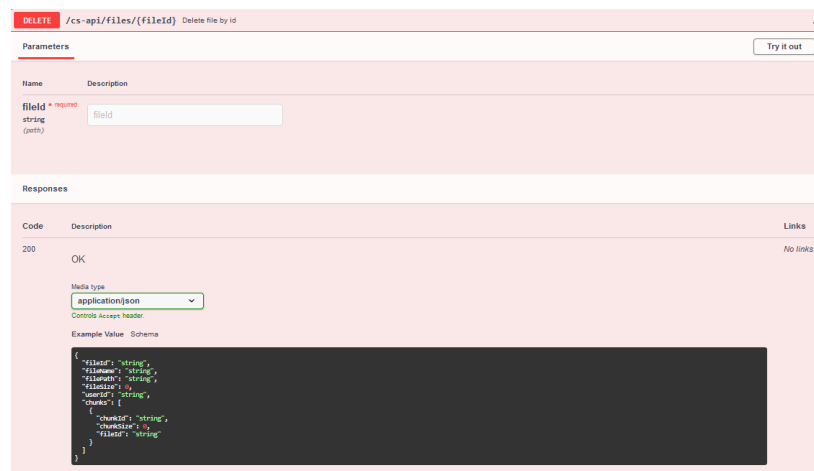 DELETE /cs-api/files/{fileId} Delete file by id
Parameters Try it out
Name Description
fileId * required
string
(path)
fileId
Responses
Code Description Links
200 No links
OK
Media type
application/json
Controls Accept header.
Example Value Schema
{
"fileId": "string",
"fileName": "string",
"filePath": "string",
"fileSize": 0,
"userId": "string",
"chunks": [
{
"chunkId": "string",
"chunkSize": 0,
"fileId": "string"
}
]
}